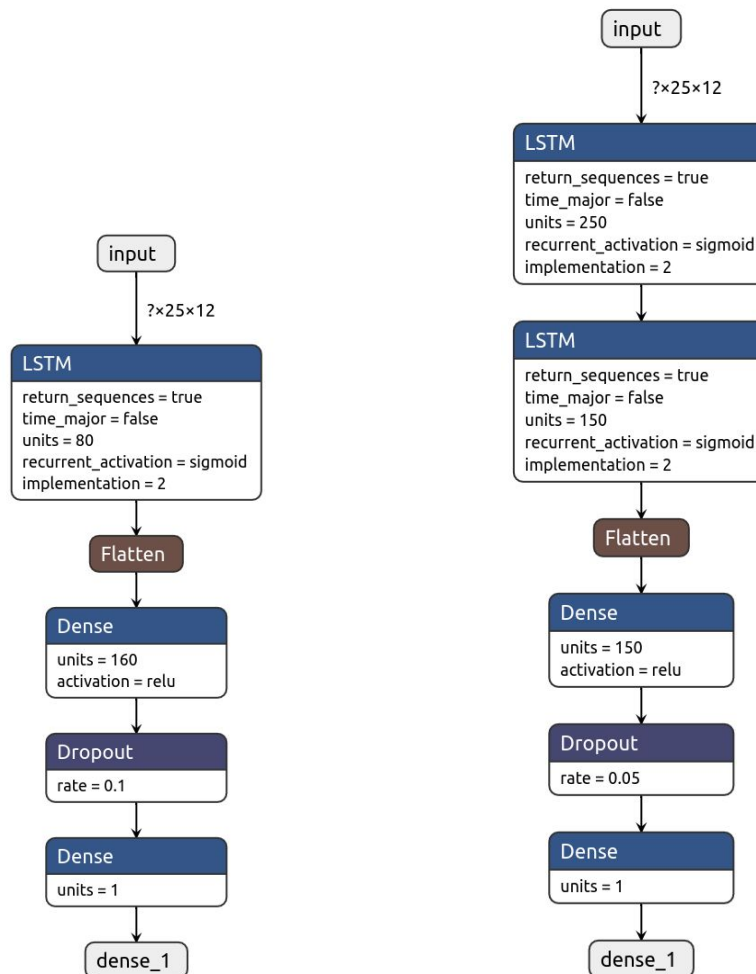 input
?×25×12
LSTM
return_sequences = true
time_major = false
units = 80
recurrent_activation = sigmoid
implementation = 2
Flatten
Dense
units = 160
activation = relu
Dropout
rate = 0.1
Dense
units = 1
dense_1
input
?×25×12
LSTM
return_sequences = true
time_major = false
units = 250
recurrent_activation = sigmoid
implementation = 2
LSTM
return_sequences = true
time_major = false
units = 150
recurrent_activation = sigmoid
implementation = 2
Flatten
Dense
units = 150
activation = relu
Dropout
rate = 0.05
Dense
units = 1
dense_1